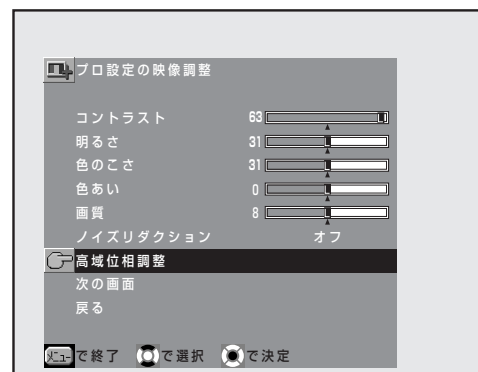 プロ設定の映像調整
コントラスト 63
明るさ 31
色のこさ 31
色あい 0
画質 8
ノイズリダクション オフ
高域位相調整
次の画面
戻る
メニューで終了 で選択 で決定